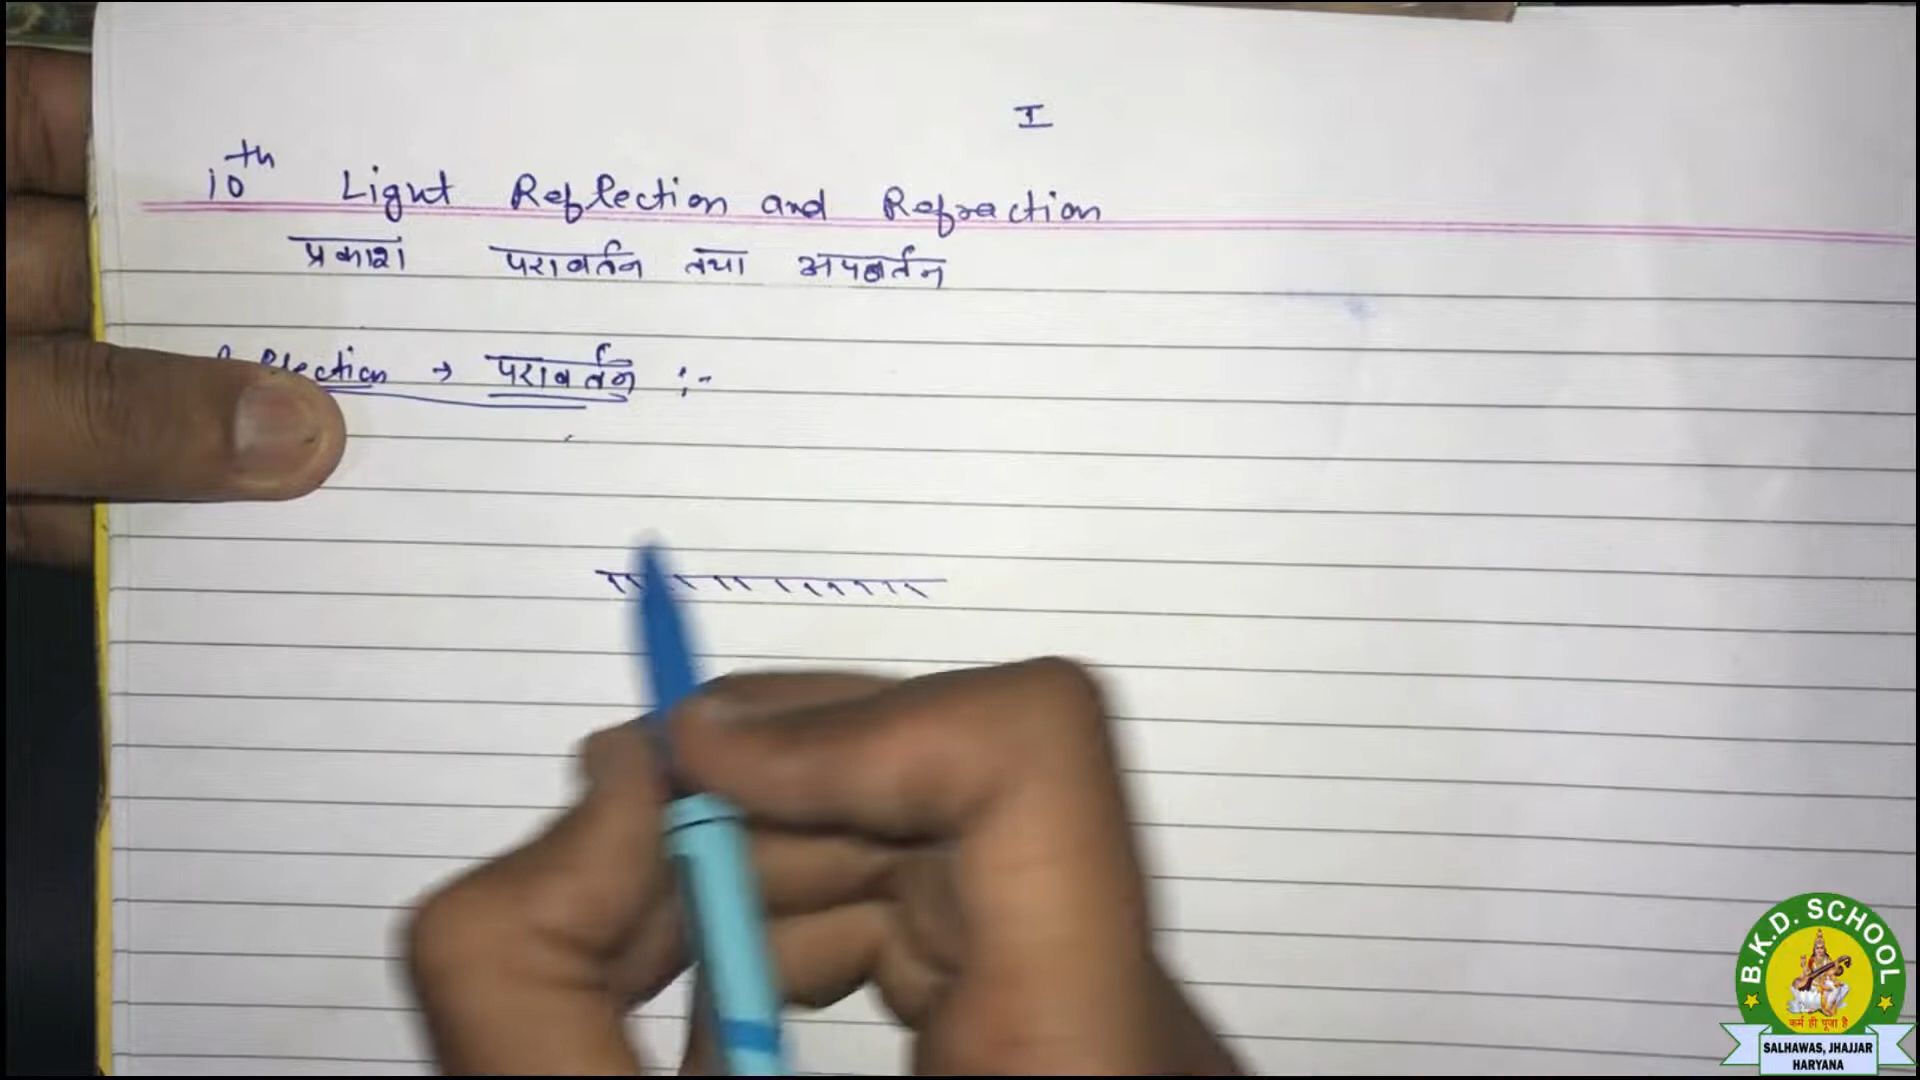 I
10th Light Reflection and Refraction
प्रकाश परावर्तन तथा अपवर्तन
→ परावर्तन :-
B.K.D. SCHOOL
कर्म ही पूजा है
SALHAWAS, JHAJJAR
HARYANA